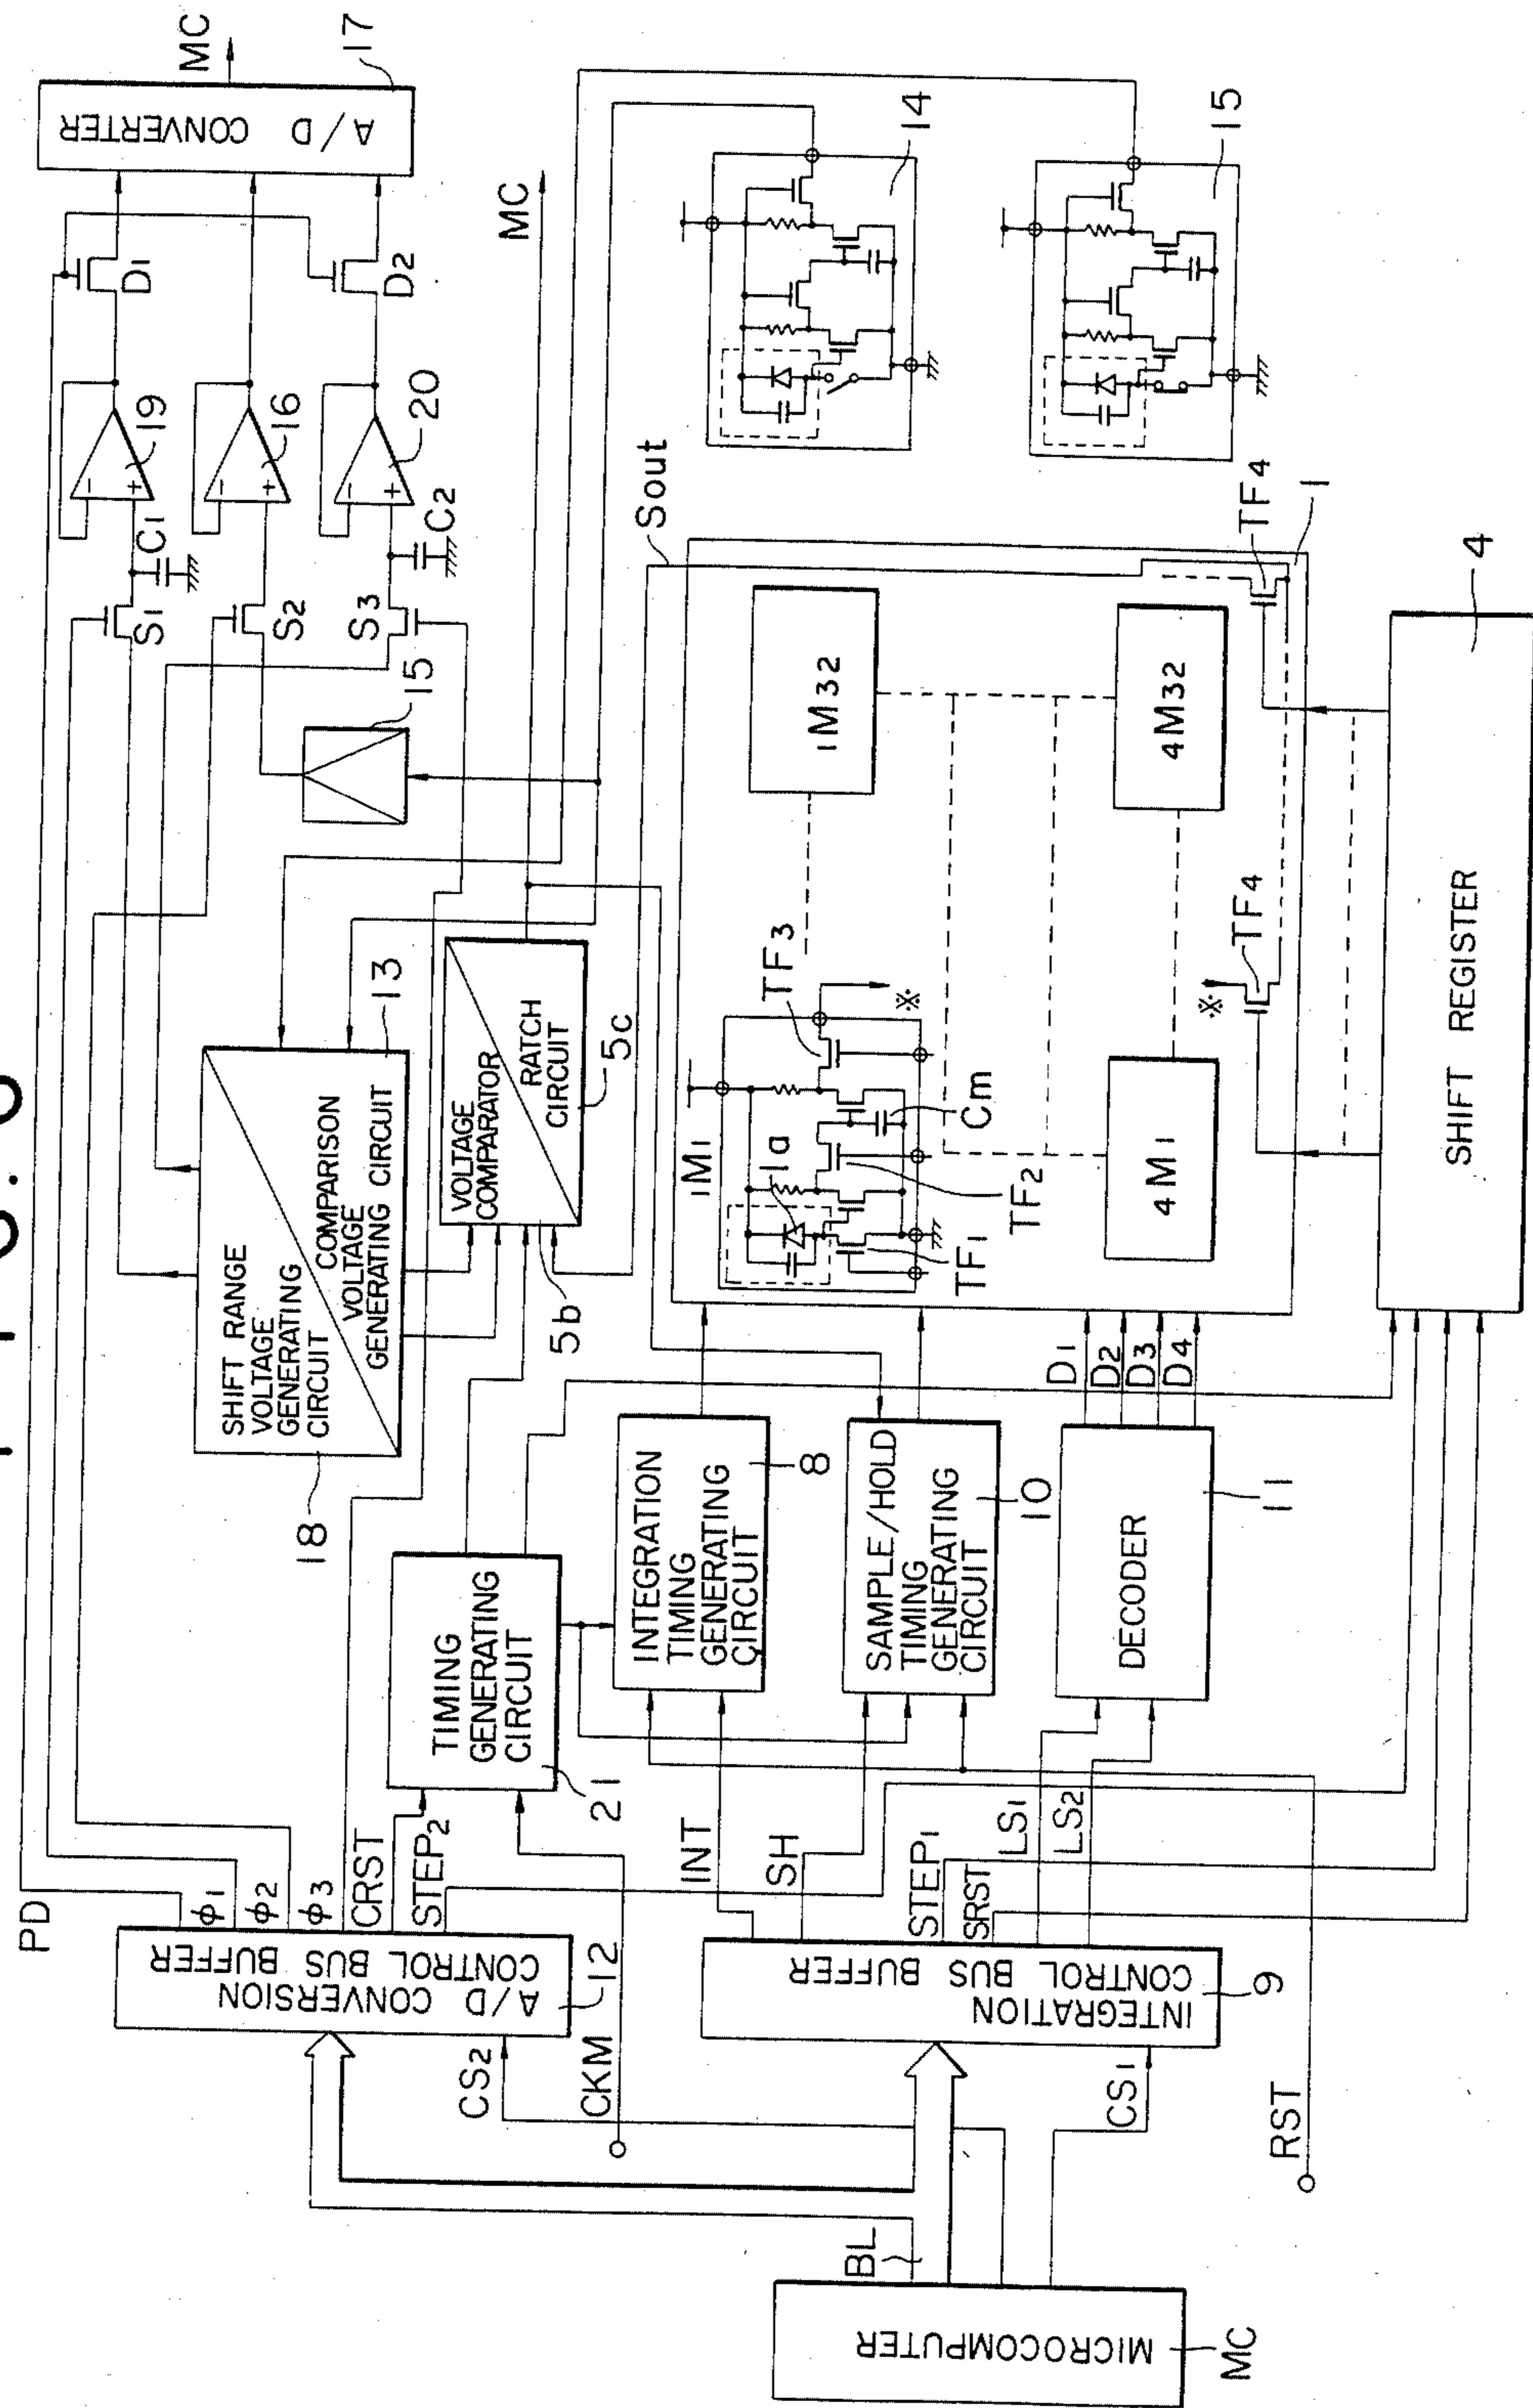 PD
φ1
φ2
φ3
CRST
STEP2
A/D CONVERSION
CONTROL BUS BUFFER
12
CS2
CKM
INT
SH
STEP1
SRST
LS1
LS2
INTEGRATION
CONTROL BUS BUFFER
9
CS1
RST
BL
MICROCOMPUTER
MC
TIMING
GENERATING
CIRCUIT
21
INTEGRATION
TIMING
GENERATING
CIRCUIT
8
SAMPLE/HOLD
TIMING
GENERATING
CIRCUIT
10
DECODER
11
D1
D2
D3
D4
SHIFT RANGE
VOLTAGE
GENERATING
CIRCUIT
18
COMPARISON
VOLTAGE
GENERATING CIRCUIT
13
VOLTAGE
COMPARATOR
5b
RATCH
CIRCUIT
5c
15
S1
S2
S3
C1
C2
19
16
20
D1
D2
A/D CONVERTER
17
MC
MC
14
15
Sout
1M1
1a
TF1
TF2
TF3
Cm
※
1M32
4M1
4M32
※
TF4
TF4
1
SHIFT REGISTER
4